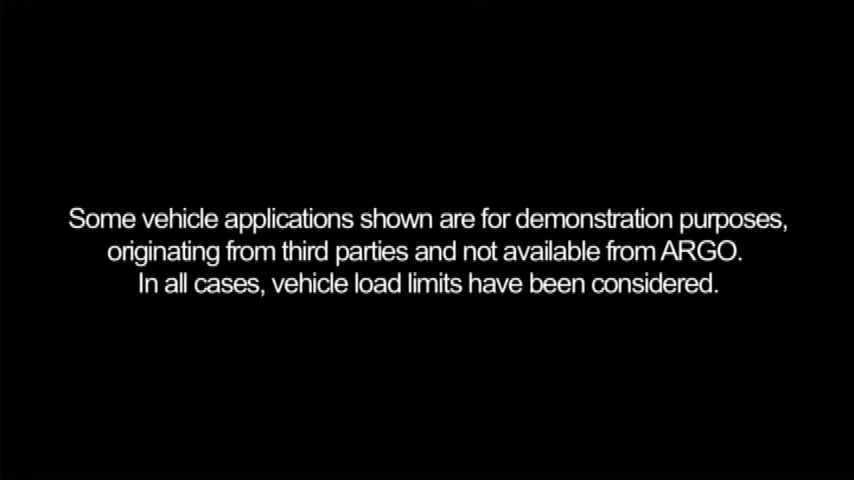 Some vehicle applications shown are for demonstration purposes,
originating from third parties and not available from ARGO.
In all cases, vehicle load limits have been considered.